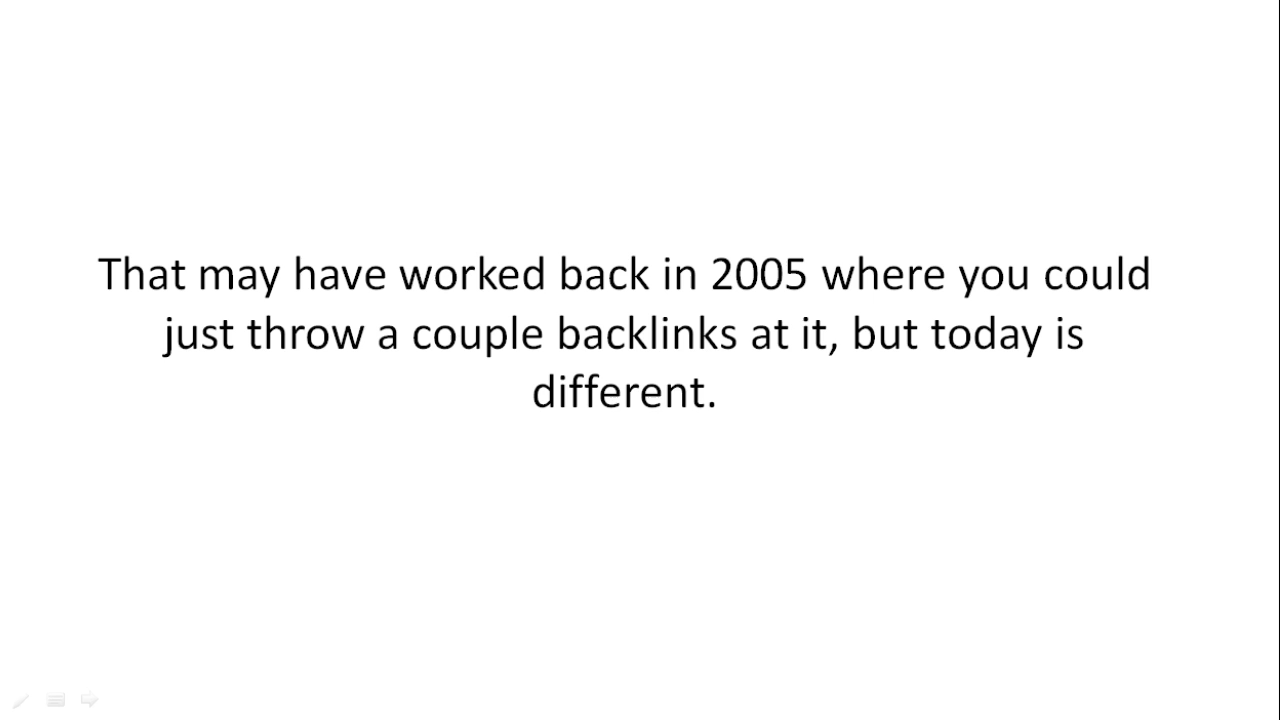 That may have worked back in 2005 where you could
just throw a couple backlinks at it, but today is
different.